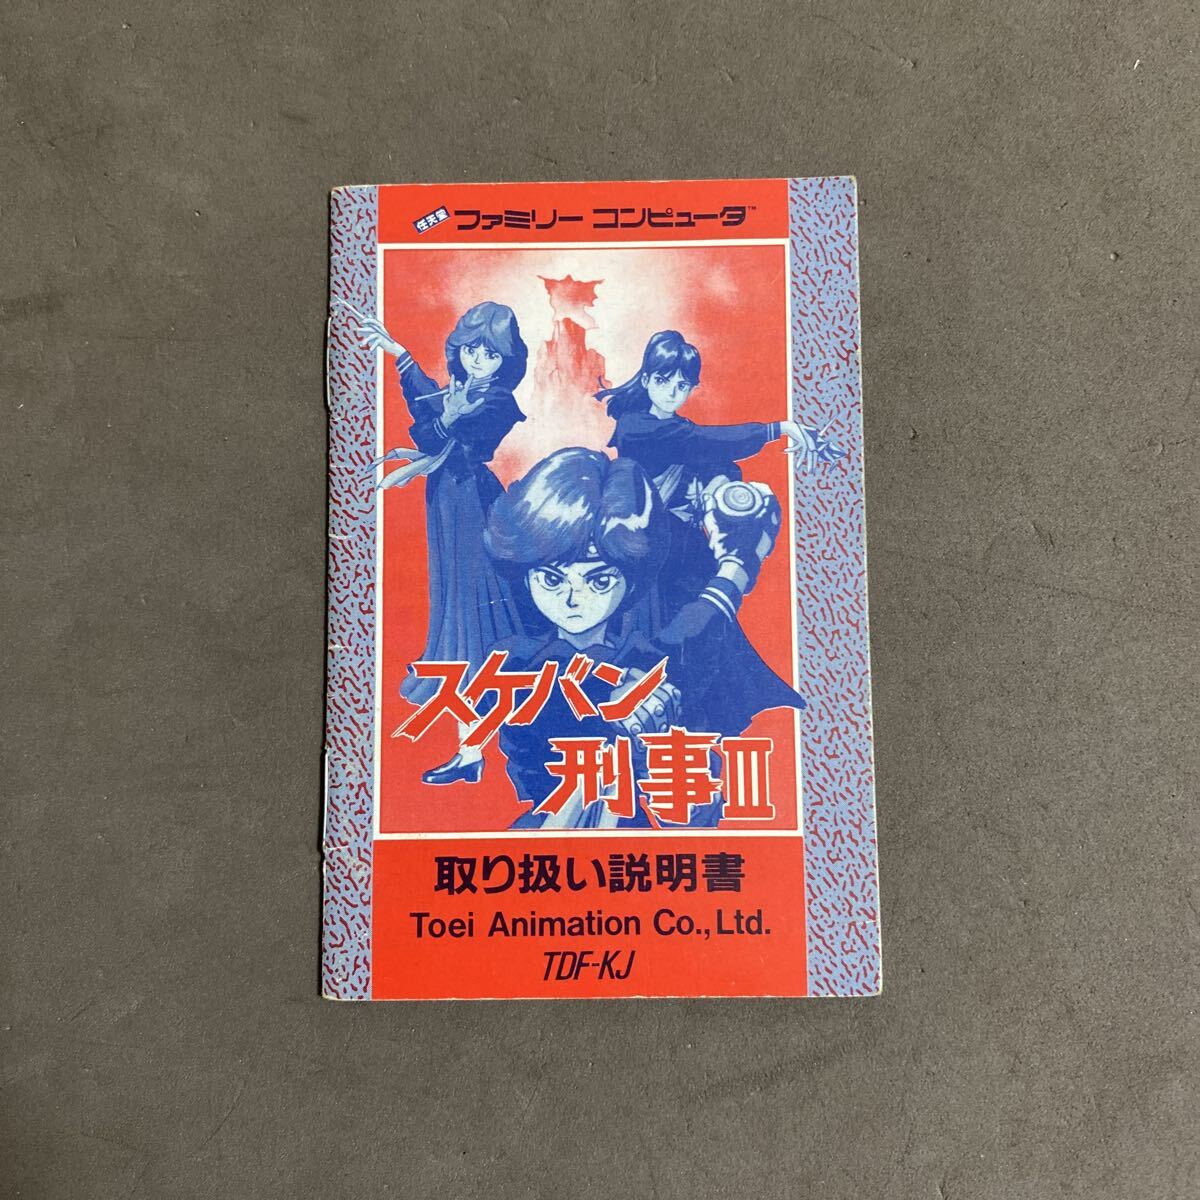 任天堂 ファミリー コンピュータ™
スケバン
刑事III
取り扱い説明書
Toei Animation Co., Ltd.
TDF-KJ